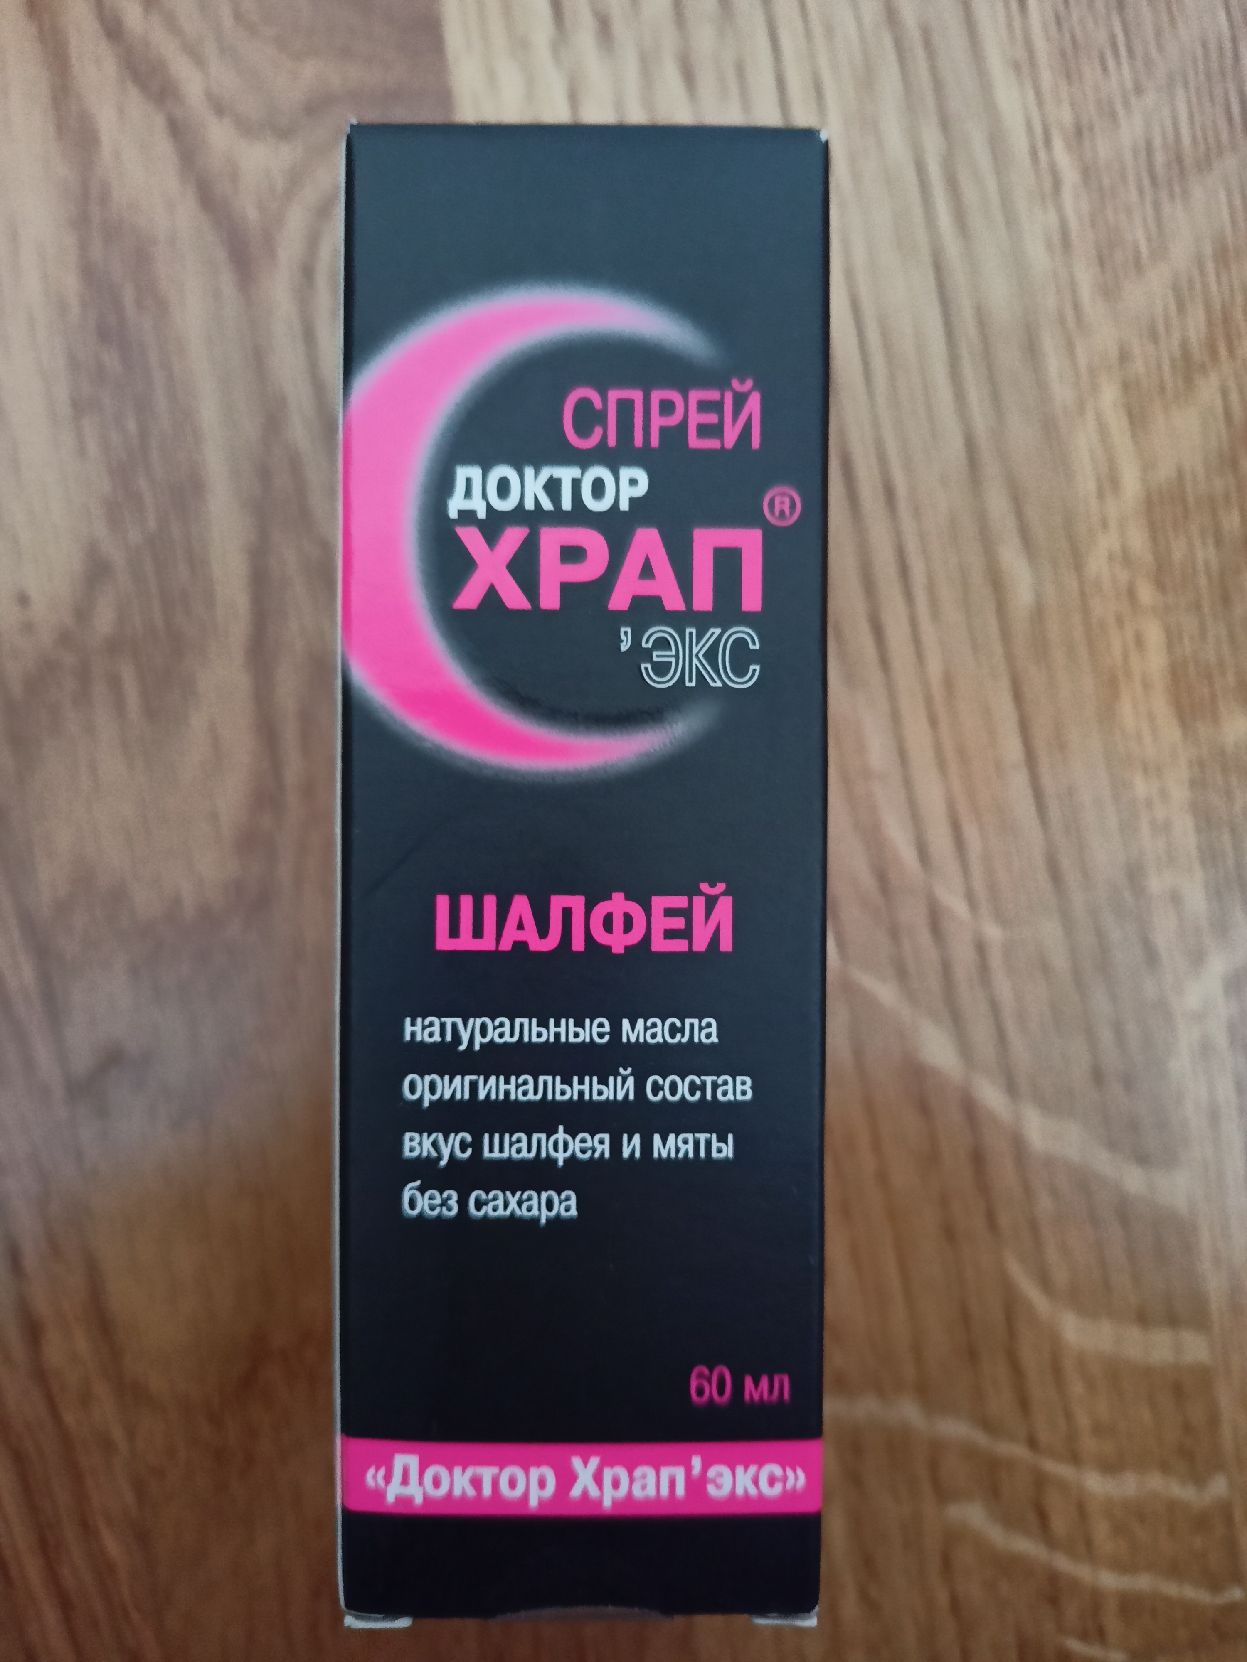 СПРЕЙ
ДОКТОР
ХРАП®
’ЭКС
ШАЛФЕЙ
натуральные масла
оригинальный состав
вкус шалфея и мяты
без сахара
60 мл
«Доктор Храп’экс»